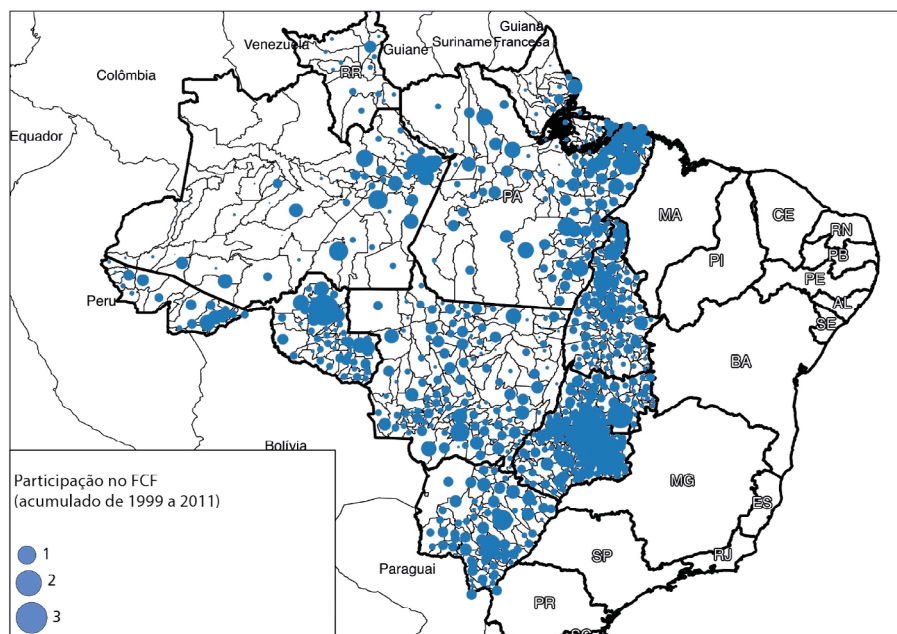 Guianâ
Venezuela Guiane Suriname Francesa
Colômbia
RR
Equador
PA
MA
CE
RN
PB
PI
PE
AL
Peru
SE
BA
Bolívia
MG
ES
Participação no FCF
(acumulado de 1999 a 2011)
1
2
3
RJ
SP
Paraguai
PR